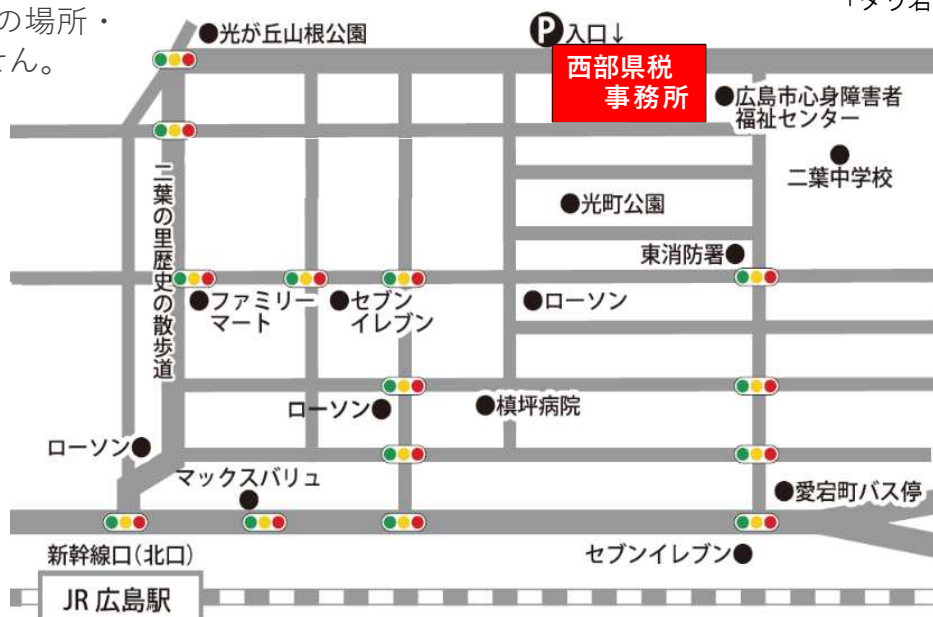 の場所・
せん。
光が丘山根公園
P 入口↓
西部県税
事務所
広島市心身障害者
福祉センター
二葉中学校
二葉の里歴史の散歩道
光町公園
東消防署
ファミリー
マート
セブン
イレブン
ローソン
ローソン
槙坪病院
ローソン
マックスバリュ
愛宕町バス停
新幹線口(北口)
セブンイレブン
JR 広島駅